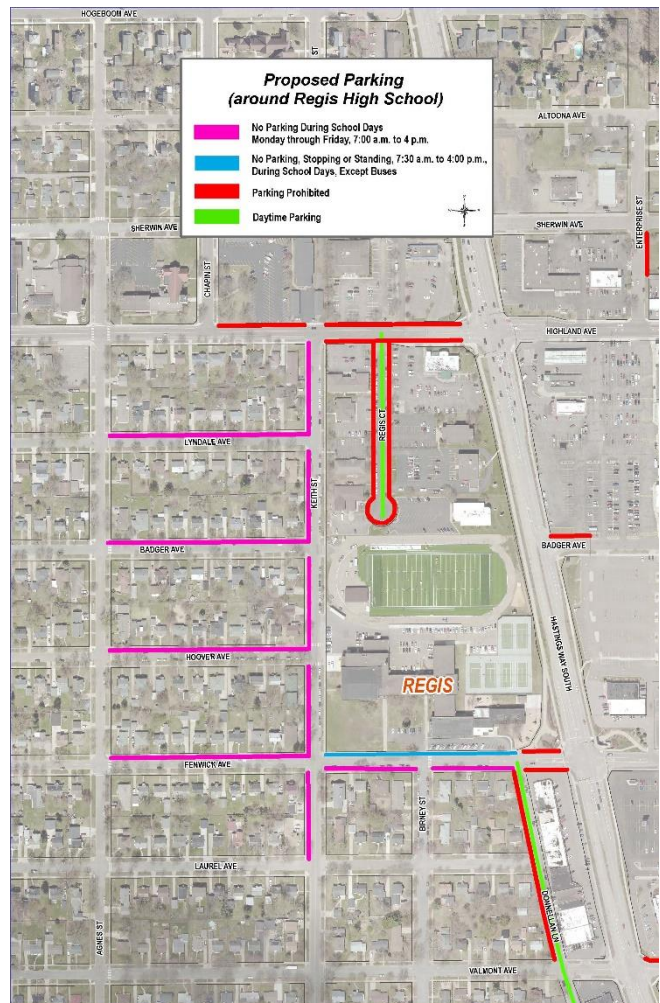 HOGEBOOM AVE
ST
Proposed Parking
(around Regis High School)
No Parking During School Days
Monday through Friday, 7:00 a.m. to 4 p.m.
No Parking, Stopping or Standing, 7:30 a.m. to 4:00 p.m.,
During School Days, Except Buses
Parking Prohibited
Daytime Parking
ALTOONA AVE
SHERWIN AVE
SHERWIN AVE
ENTERPRISE ST
CHAPIN ST
HIGHLAND AVE
REGIS CT
LYNDALE AVE
KEITH ST
BADGER AVE
BADGER AVE
HASTINGS WAY SOUTH
HOOVER AVE
REGIS
FENWICK AVE
BIRNEY ST
LAUREL AVE
DONNELLAN LN
AGNES ST
VALMONT AVE